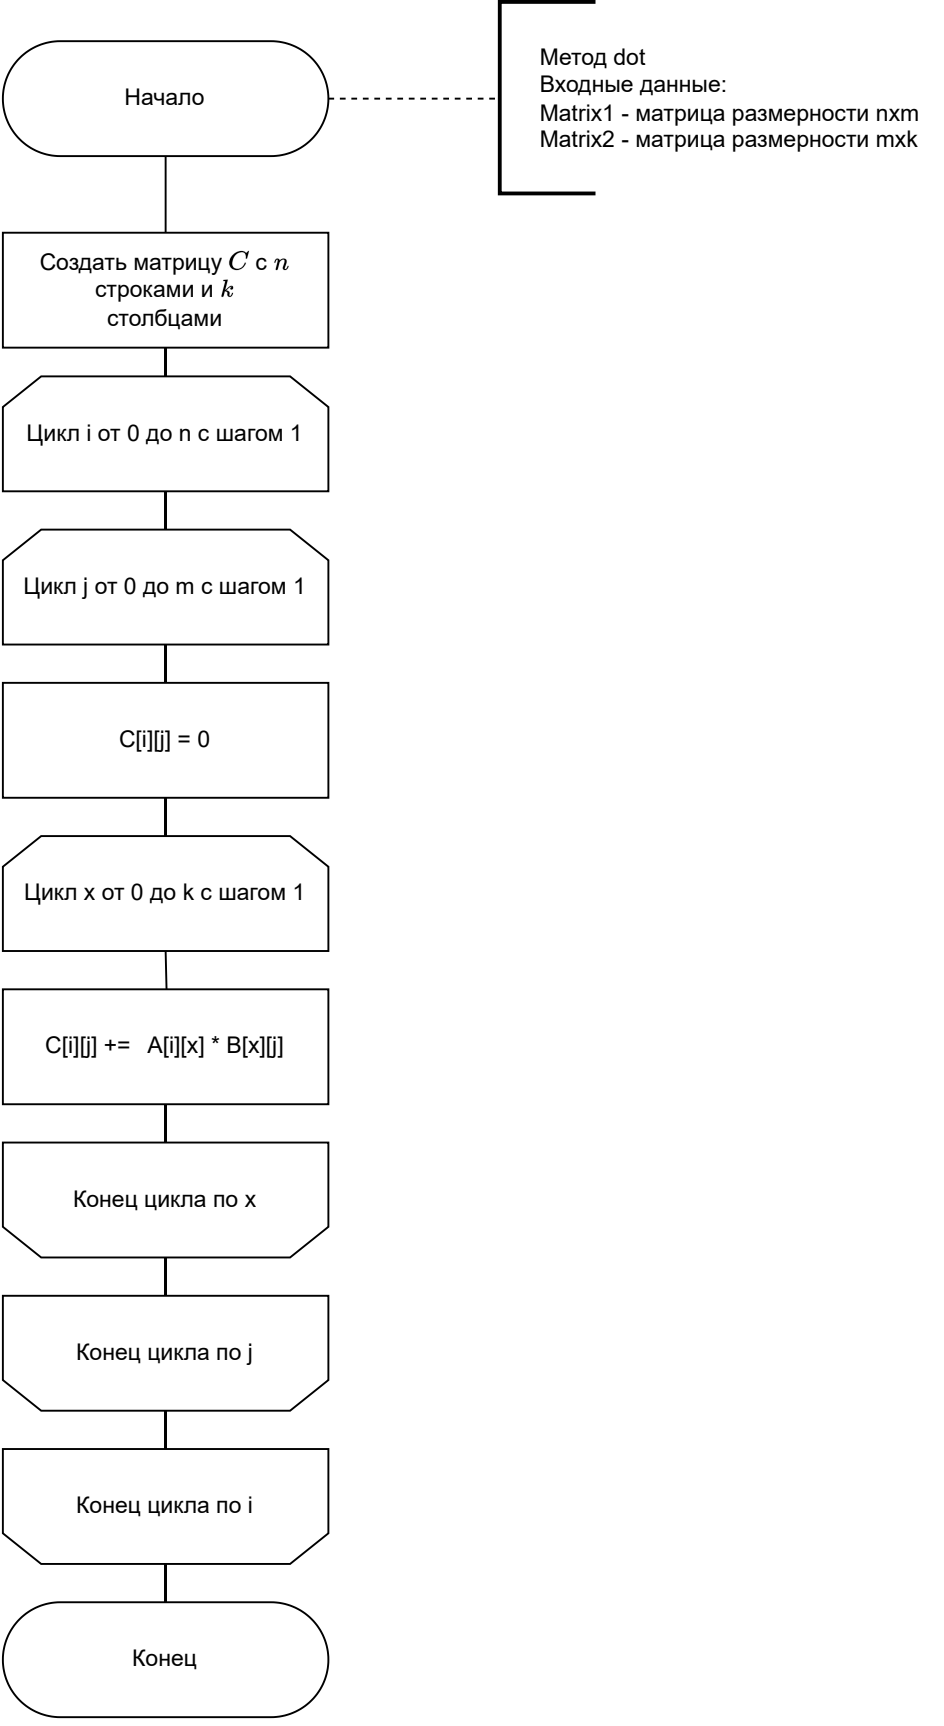 Начало
Метод dot
Входные данные:
Matrix1 - матрица размерности nxm
Matrix2 - матрица размерности mxk
Создать матрицу C с n
строками и k
столбцами
Цикл i от 0 до n с шагом 1
Цикл j от 0 до m с шагом 1
C[i][j] = 0
Цикл x от 0 до k с шагом 1
C[i][j] += A[i][x] * B[x][j]
Конец цикла по x
Конец цикла по j
Конец цикла по i
Конец